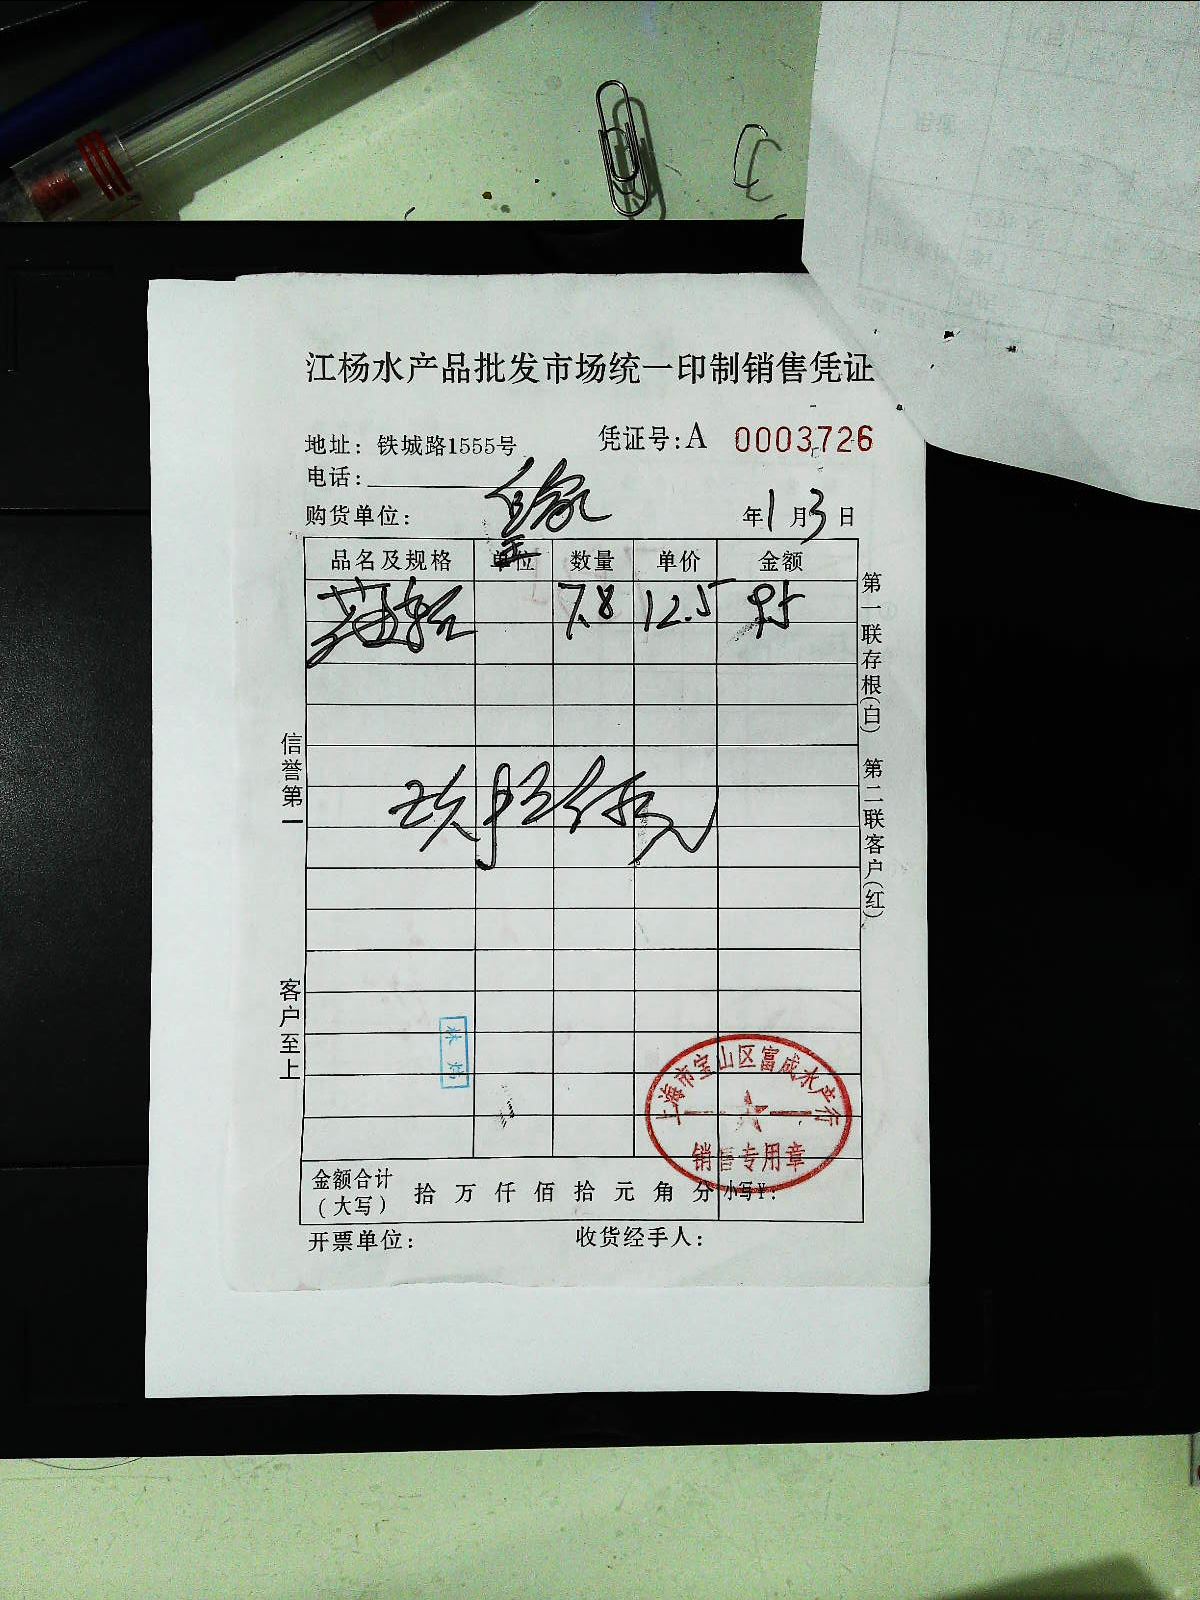 江杨水产品批发市场统一印制销售凭证
地址: 铁城路1555号 凭证号:A 0003726
电话:
购货单位: 年1月3日
品名及规格 单位 数量 单价 金额
7.8 12.5 95
玖拾伍元
信誉第一
客户至上
第一联存根(白) 第二联客户(红)
上海市宝山区富成水产行
销售专用章
金额合计(大写) 拾 万 仟 佰 拾 元 角 分 小写¥:
开票单位: 收货经手人: